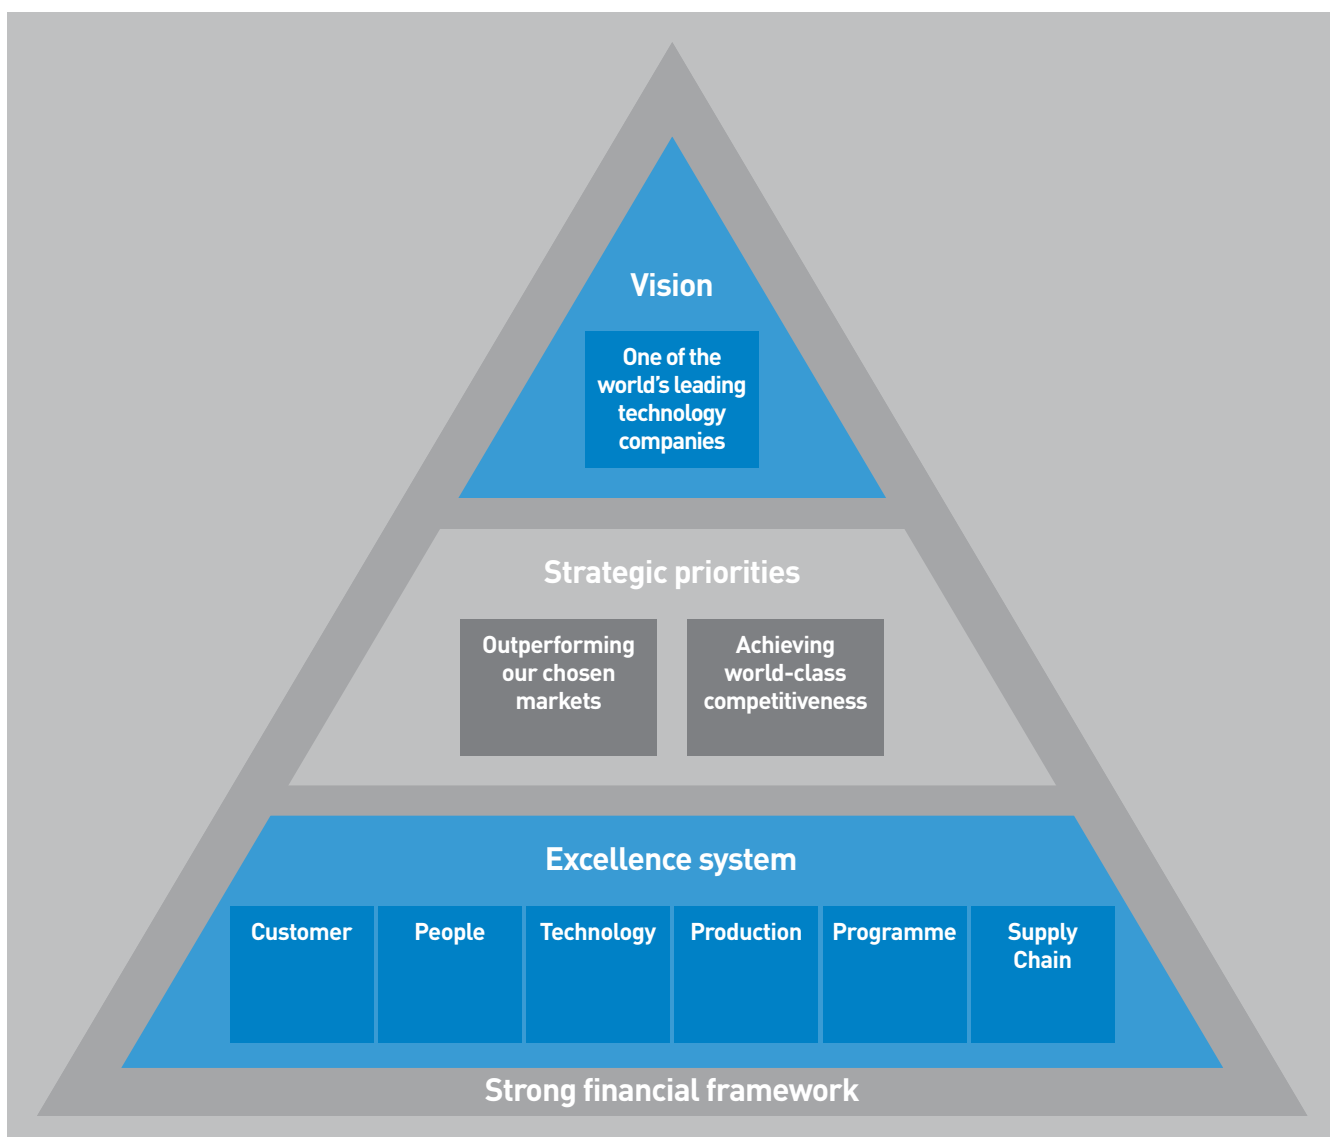 Vision
One of the
world's leading
technology
companies
Strategic priorities
Outperforming
our chosen
markets
Achieving
world-class
competitiveness
Excellence system
Customer
People
Technology
Production
Programme
Supply
Chain
Strong financial framework